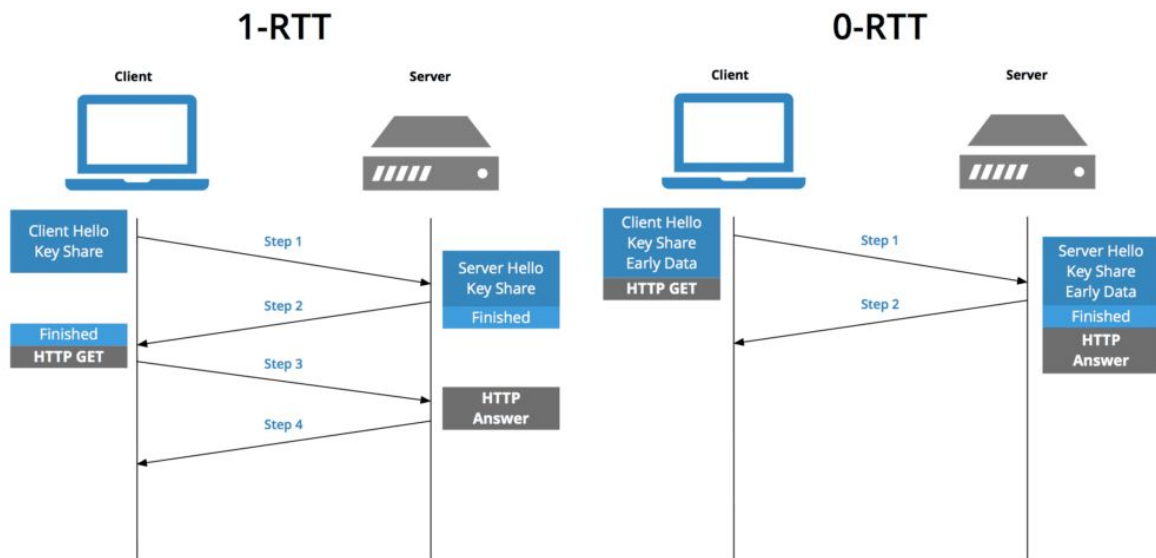 1-RTT
Client
Server
Client Hello
Key Share
Step 1
Server Hello
Key Share
Finished
Step 2
Finished
HTTP GET
Step 3
HTTP
Answer
Step 4
0-RTT
Client
Server
Client Hello
Key Share
Early Data
HTTP GET
Step 1
Server Hello
Key Share
Early Data
Finished
HTTP
Answer
Step 2